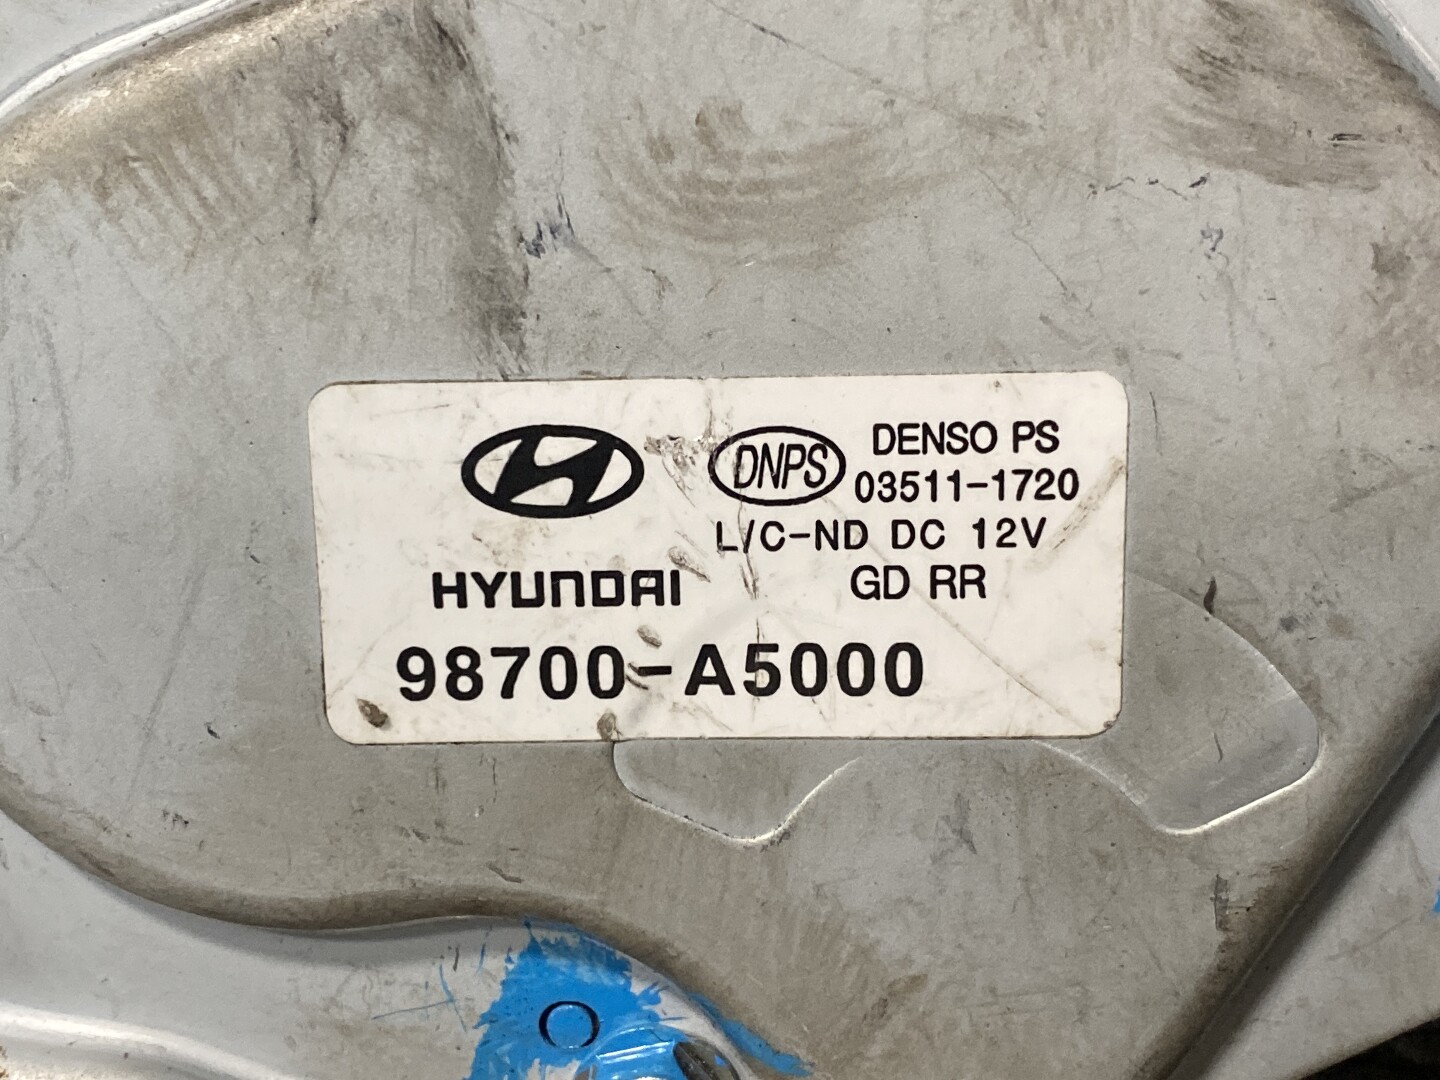 DNPS DENSO PS
03511-1720
L/C-ND DC 12V
HYUNDAI GD RR
98700-A5000